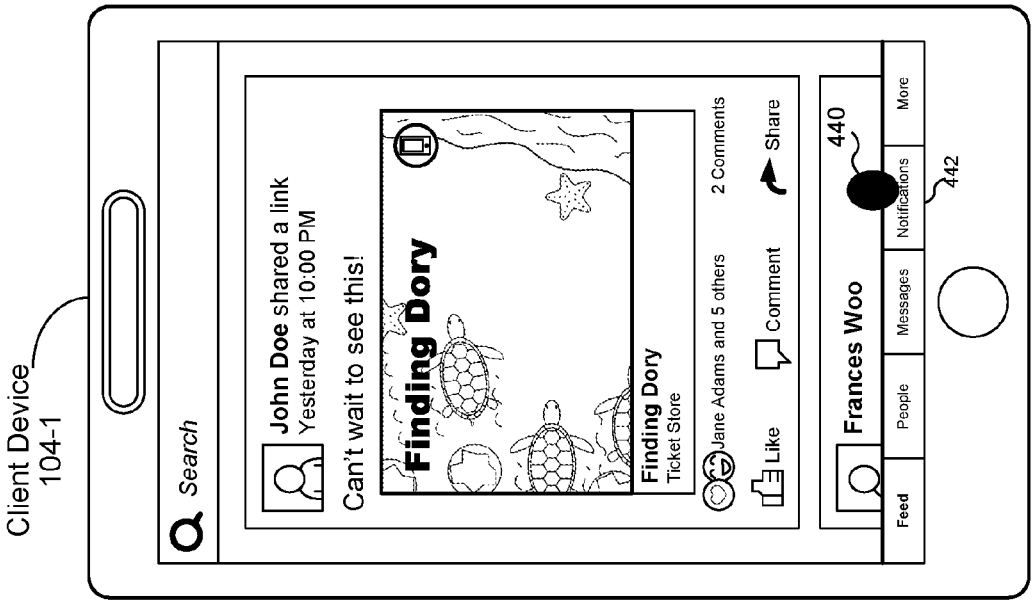 Client Device
104-1
Search
John Doe shared a link
Yesterday at 10:00 PM
Can't wait to see this!
Finding Dory
Finding Dory
Ticket Store
Jane Adams and 5 others 2 Comments
Like Comment Share
Frances Woo
440
Feed People Messages Notifications More
442